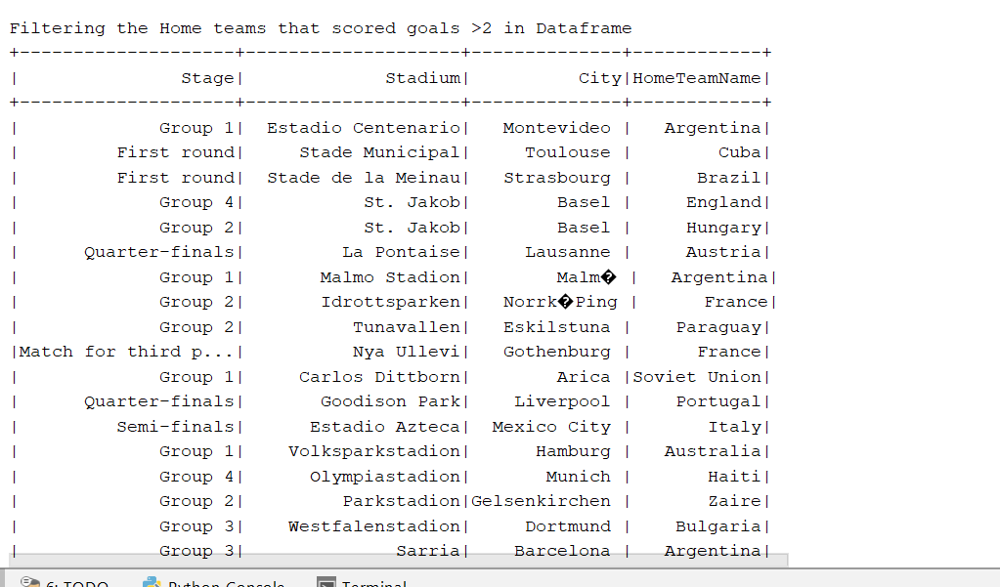 Filtering the Home teams that scored goals >2 in Dataframe
+--------------------+--------------------+--------------+------------+
|               Stage|             Stadium|          City|HomeTeamName|
+--------------------+--------------------+--------------+------------+
|             Group 1|  Estadio Centenario|   Montevideo |   Argentina|
|         First round|     Stade Municipal|     Toulouse |        Cuba|
|         First round|  Stade de la Meinau|   Strasbourg |      Brazil|
|             Group 4|           St. Jakob|        Basel |     England|
|             Group 2|           St. Jakob|        Basel |     Hungary|
|      Quarter-finals|         La Pontaise|     Lausanne |     Austria|
|             Group 1|       Malmo Stadion|        Malm� |   Argentina|
|             Group 2|       Idrottsparken|   Norrk�Ping |      France|
|             Group 2|          Tunavallen|   Eskilstuna |    Paraguay|
|Match for third p...|          Nya Ullevi|   Gothenburg |      France|
|             Group 1|     Carlos Dittborn|        Arica |Soviet Union|
|      Quarter-finals|       Goodison Park|    Liverpool |    Portugal|
|         Semi-finals|      Estadio Azteca|  Mexico City |       Italy|
|             Group 1|    Volksparkstadion|      Hamburg |   Australia|
|             Group 4|      Olympiastadion|       Munich |       Haiti|
|             Group 2|         Parkstadion|Gelsenkirchen |       Zaire|
|             Group 3|    Westfalenstadion|     Dortmund |    Bulgaria|
|             Group 3|              Sarria|    Barcelona |   Argentina|
6: TODO Python Console Terminal